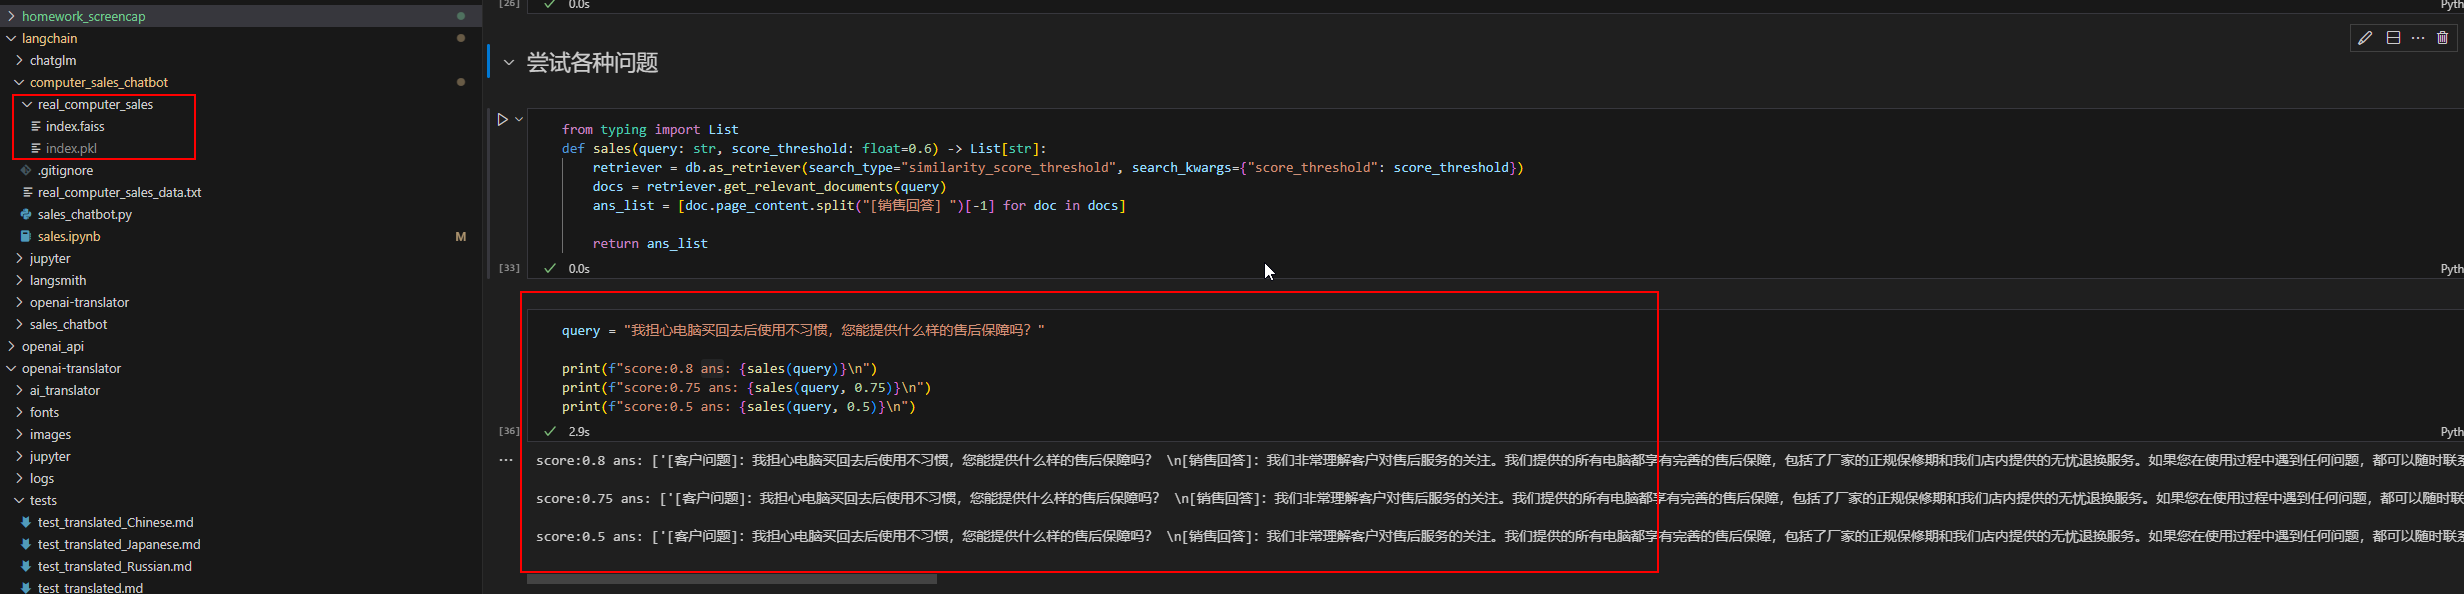 homework_screencap
langchain
chatglm
computer_sales_chatbot
real_computer_sales
index.faiss
index.pkl
.gitignore
real_computer_sales_data.txt
sales_chatbot.py
sales.ipynb M
jupyter
langsmith
openai-translator
sales_chatbot
openai_api
openai-translator
ai_translator
fonts
images
jupyter
logs
tests
test_translated_Chinese.md
test_translated_Japanese.md
test_translated_Russian.md
test_translated.md
[26] 0.0s Pyth
尝试各种问题
from typing import List
def sales(query: str, score_threshold: float=0.6) -> List[str]:
retriever = db.as_retriever(search_type="similarity_score_threshold", search_kwargs={"score_threshold": score_threshold})
docs = retriever.get_relevant_documents(query)
ans_list = [doc.page_content.split("[销售回答] ")[-1] for doc in docs]
return ans_list
[33] 0.0s Pyth
query = "我担心电脑买回去后使用不习惯，您能提供什么样的售后保障吗？"
print(f"score:0.8 ans: {sales(query)}\n")
print(f"score:0.75 ans: {sales(query, 0.75)}\n")
print(f"score:0.5 ans: {sales(query, 0.5)}\n")
[36] 2.9s Pyth
score:0.8 ans: ['[客户问题]：我担心电脑买回去后使用不习惯，您能提供什么样的售后保障吗？ \n[销售回答]：我们非常理解客户对售后服务的关注。我们提供的所有电脑都享有完善的售后保障，包括了厂家的正规保修期和我们店内提供的无忧退换服务。如果您在使用过程中遇到任何问题，都可以随时联系
score:0.75 ans: ['[客户问题]：我担心电脑买回去后使用不习惯，您能提供什么样的售后保障吗？ \n[销售回答]：我们非常理解客户对售后服务的关注。我们提供的所有电脑都享有完善的售后保障，包括了厂家的正规保修期和我们店内提供的无忧退换服务。如果您在使用过程中遇到任何问题，都可以随时联
score:0.5 ans: ['[客户问题]：我担心电脑买回去后使用不习惯，您能提供什么样的售后保障吗？ \n[销售回答]：我们非常理解客户对售后服务的关注。我们提供的所有电脑都享有完善的售后保障，包括了厂家的正规保修期和我们店内提供的无忧退换服务。如果您在使用过程中遇到任何问题，都可以随时联系